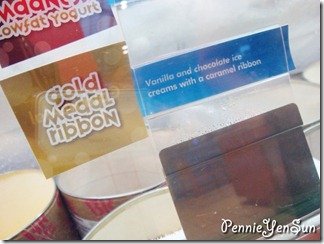 Lowfat Yogurt
Gold
Medal
Ribbon
Vanilla and chocolate ice
creams with a caramel ribbon
PennieYenSun